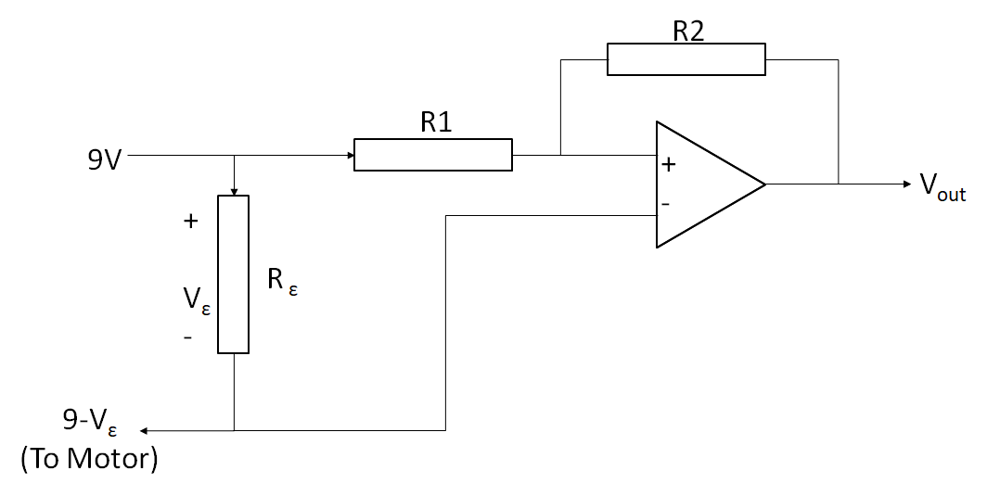 R2
R1
9V
+
-
Vout
+
Vε
-
Rε
9-Vε
(To Motor)